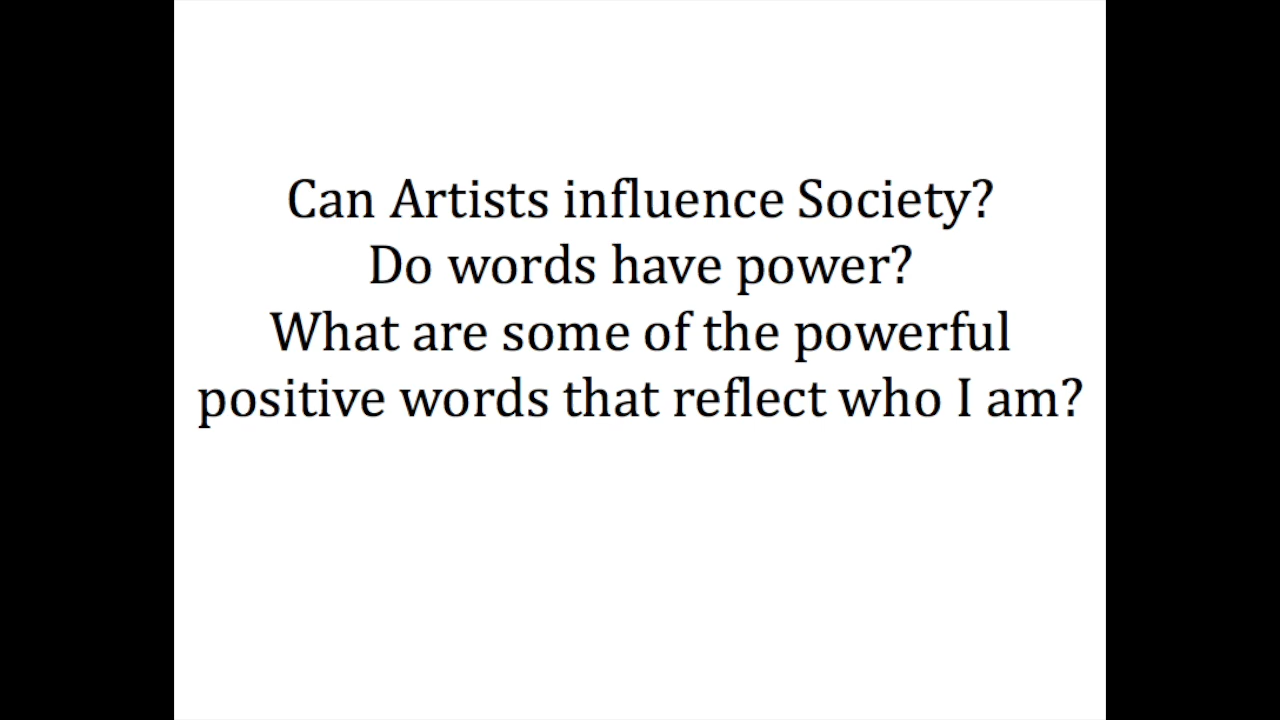 Can Artists influence Society?
Do words have power?
What are some of the powerful
positive words that reflect who I am?